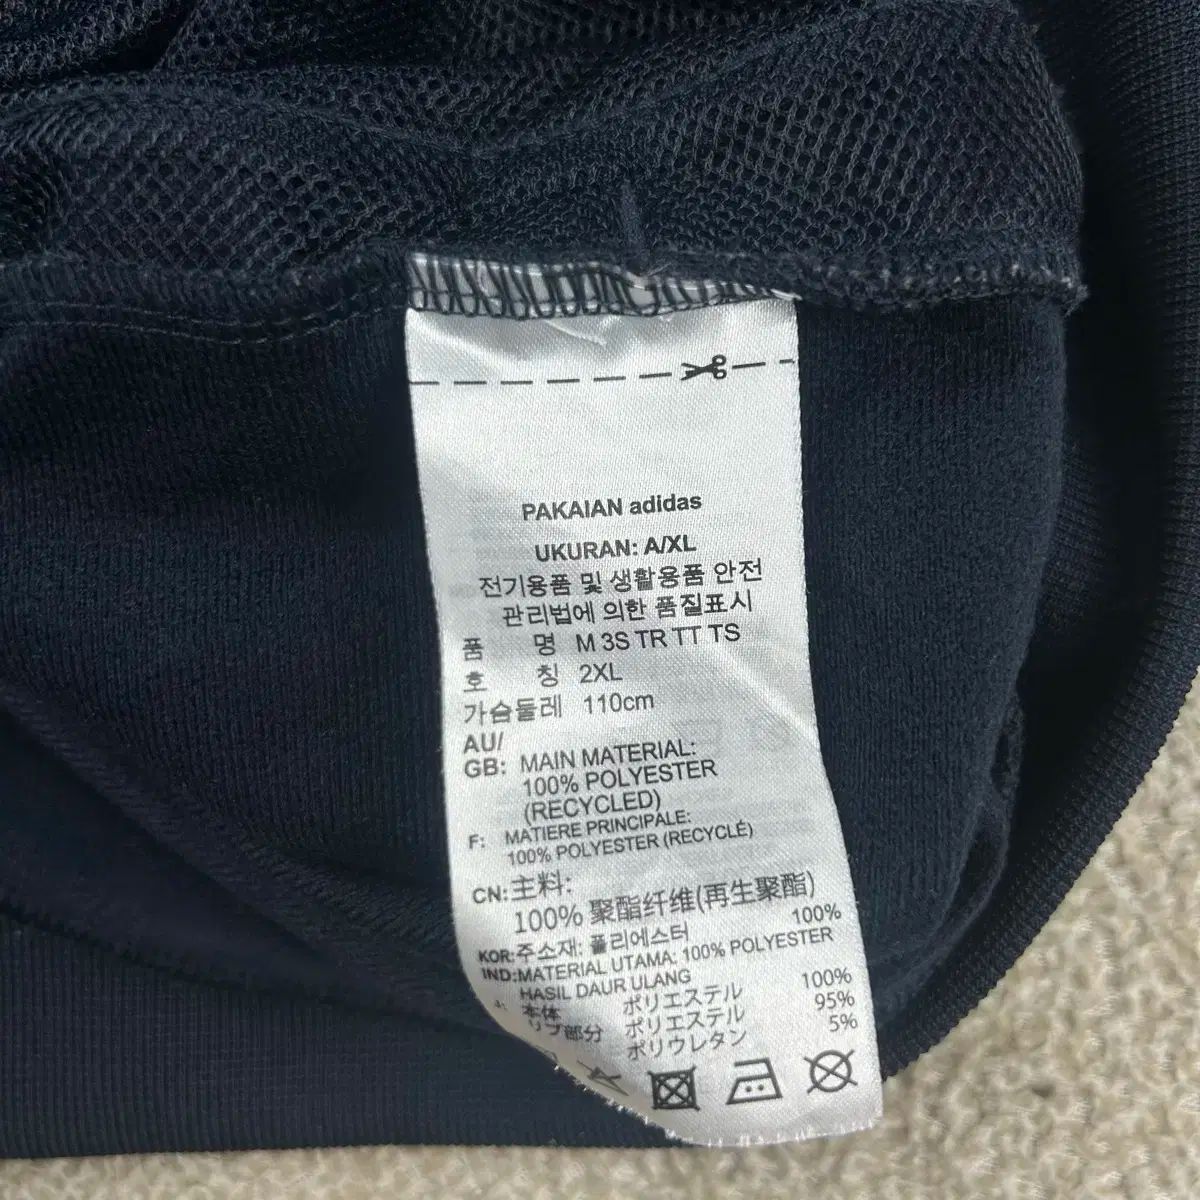 PAKAIAN adidas
UKURAN: A/XL
전기용품 및 생활용품 안전
관리법에 의한 품질표시
품 명 M 3S TR TT TS
호 칭 2XL
가슴둘레 110cm
AU/
GB: MAIN MATERIAL:
100% POLYESTER
(RECYCLED)
F: MATIERE PRINCIPALE:
100% POLYESTER (RECYCLÉ)
CN: 主料:
100% 聚酯纤维(再生聚酯)
KOR: 주소재: 폴리에스터 100%
IND: MATERIAL UTAMA: 100% POLYESTER
HASIL DAUR ULANG
本体 ポリエステル 100%
リブ部分 ポリエステル 95%
ポリウレタン 5%